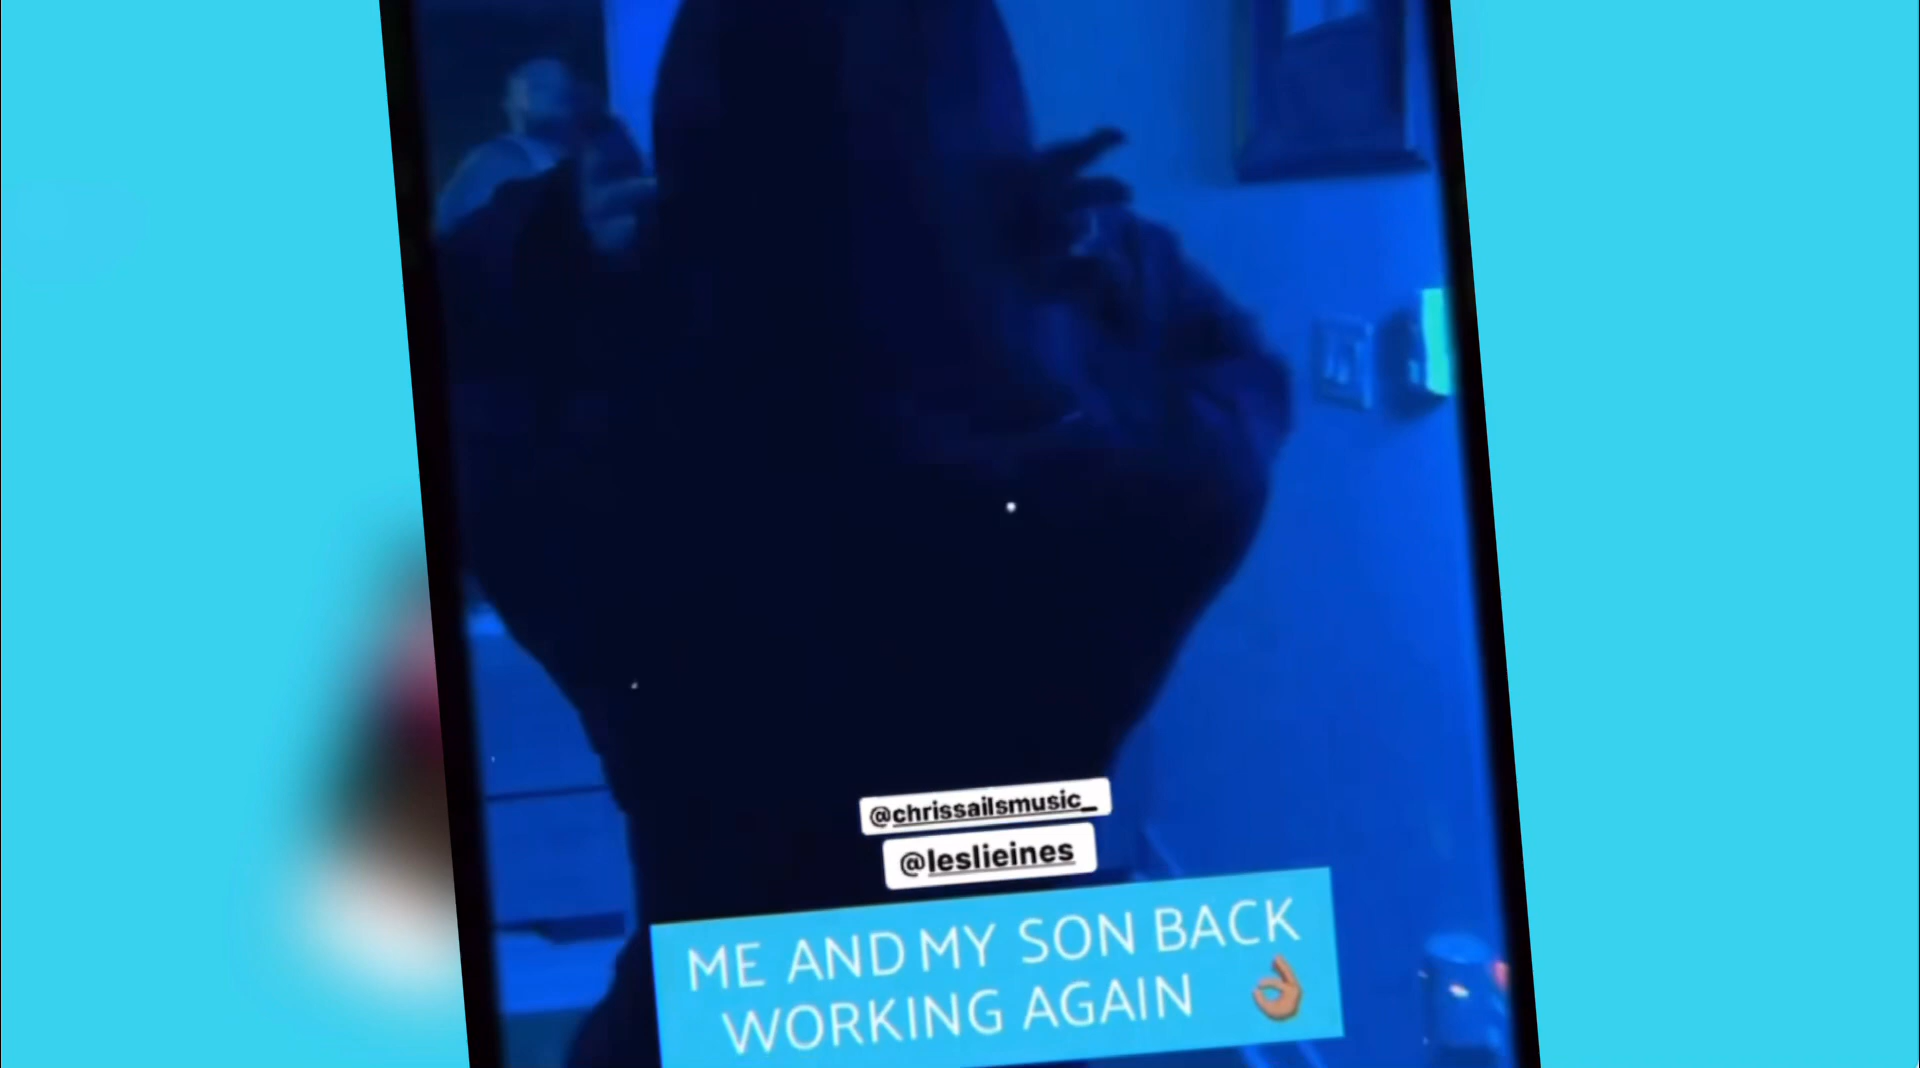 @chrissailsmusic_
@leslieines
ME AND MY SON BACK
WORKING AGAIN 👌🏽